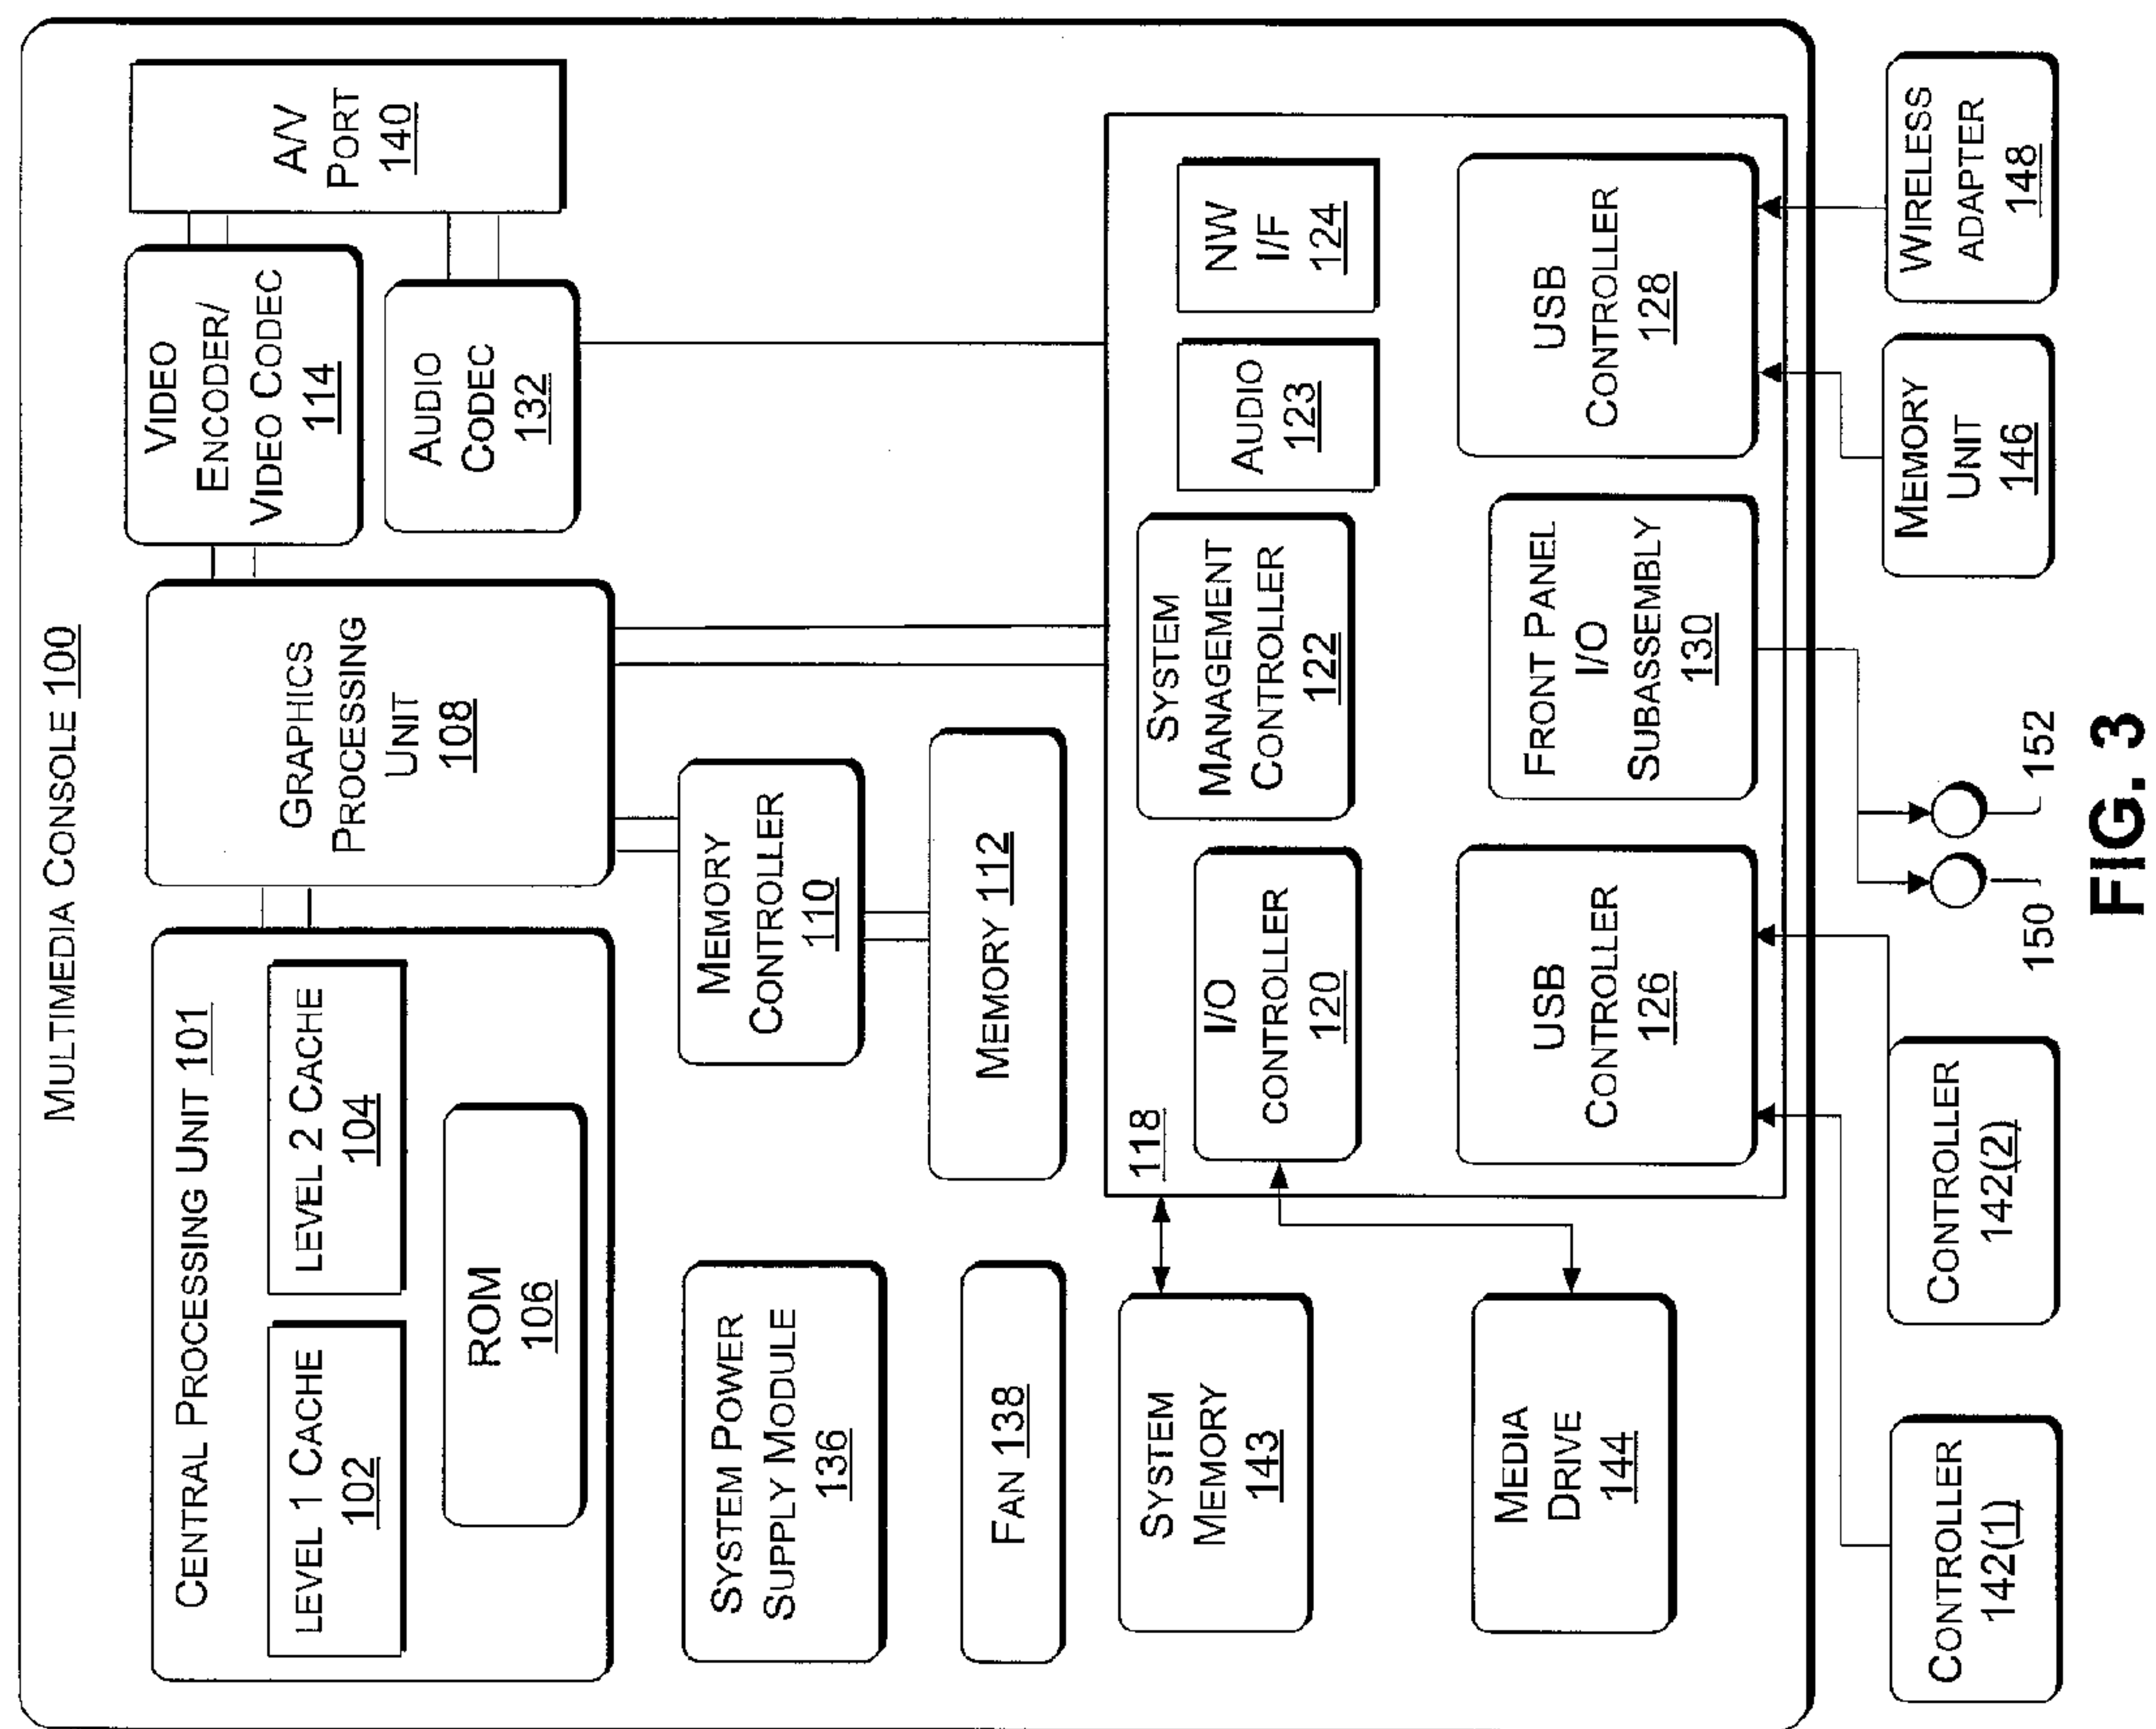 MULTIMEDIA CONSOLE 100
CENTRAL PROCESSING UNIT 101
LEVEL 1 CACHE
102
LEVEL 2 CACHE
104
ROM
106
GRAPHICS
PROCESSING
UNIT
108
VIDEO
ENCODER/
VIDEO CODEC
114
AUDIO
CODEC
132
A/V
PORT
140
SYSTEM POWER
SUPPLY MODULE
136
FAN 138
MEMORY
CONTROLLER
110
MEMORY 112
118
SYSTEM
MEMORY
143
MEDIA
DRIVE
144
I/O
CONTROLLER
120
SYSTEM
MANAGEMENT
CONTROLLER
122
AUDIO
123
NW
I/F
124
USB
CONTROLLER
126
FRONT PANEL
I/O
SUBASSEMBLY
130
USB
CONTROLLER
128
CONTROLLER
142(1)
CONTROLLER
142(2)
150
152
MEMORY
UNIT
146
WIRELESS
ADAPTER
148
FIG. 3